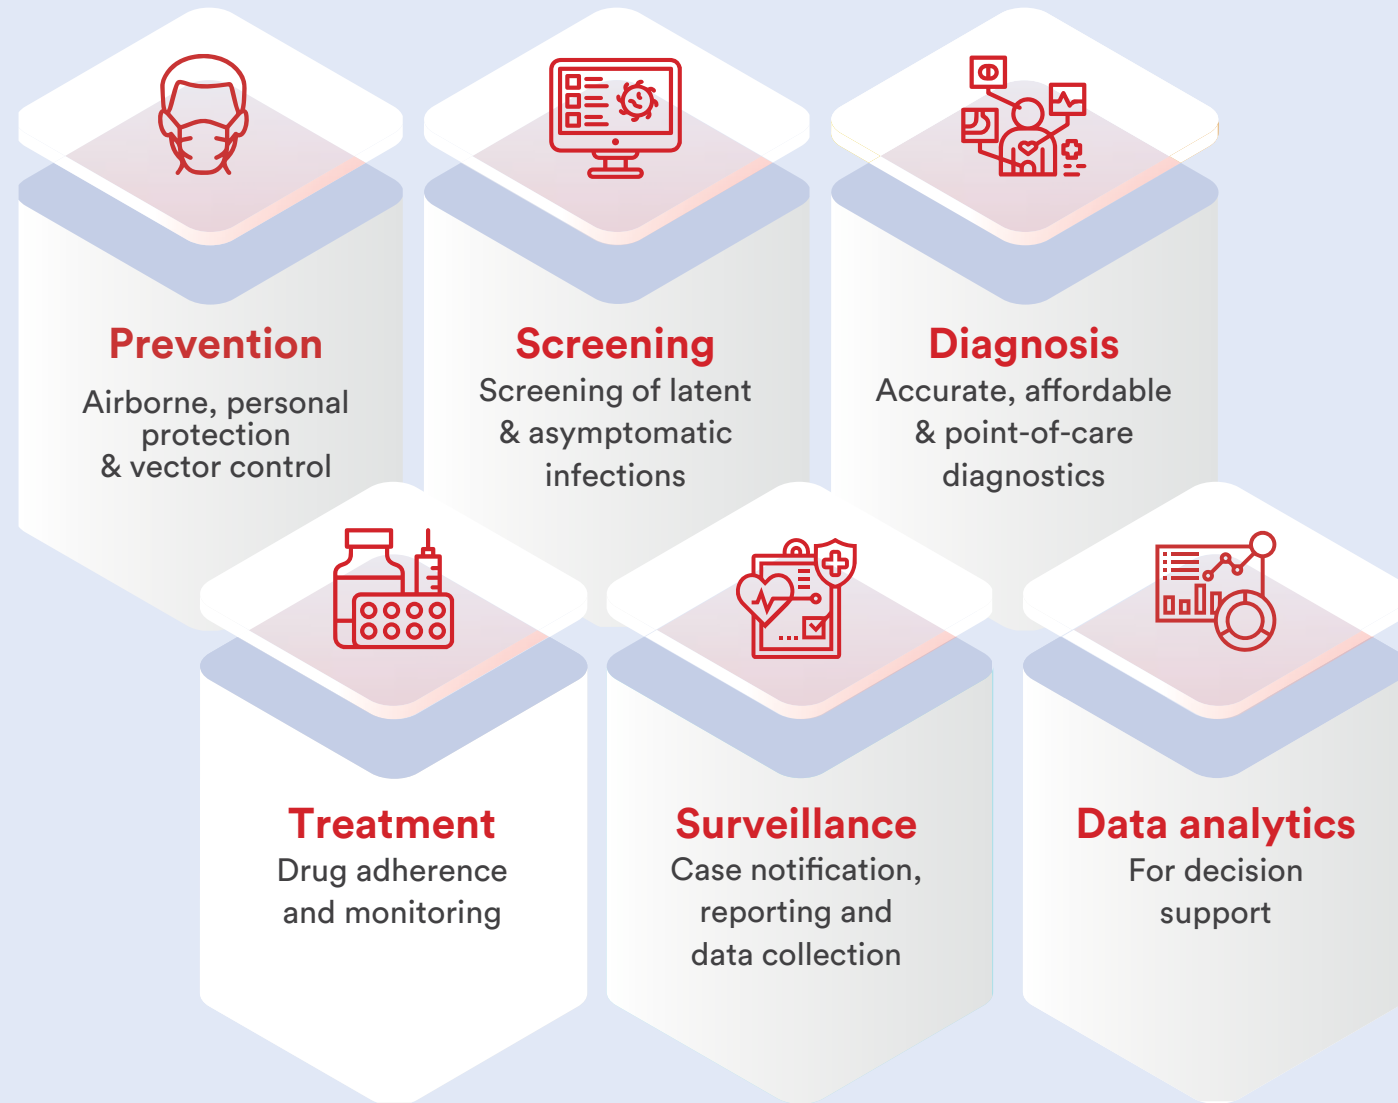 Prevention
Airborne, personal
protection
& vector control
Screening
Screening of latent
& asymptomatic
infections
Diagnosis
Accurate, affordable
& point-of-care
diagnostics
Treatment
Drug adherence
and monitoring
Surveillance
Case notification,
reporting and
data collection
Data analytics
For decision
support